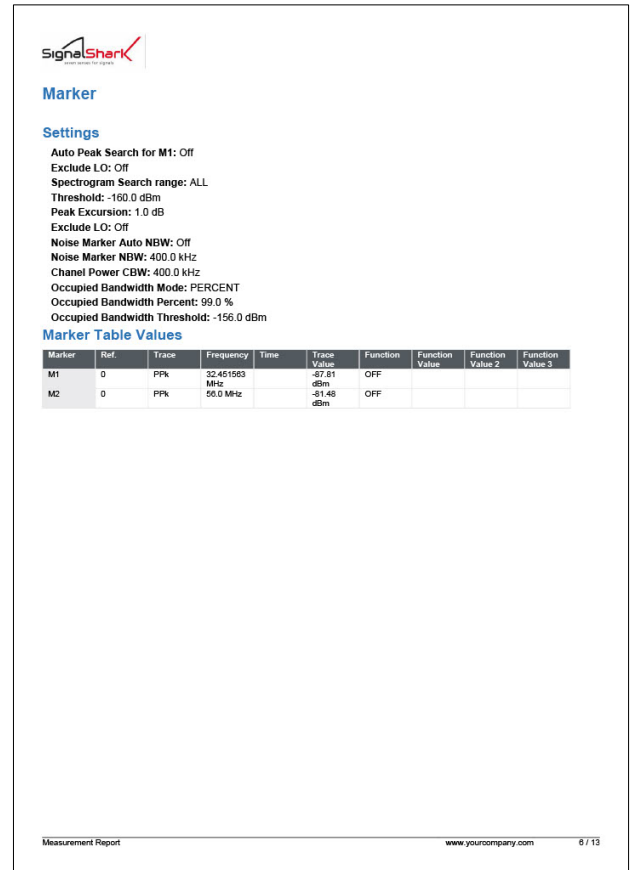 SignalShark
Marker
Settings
Auto Peak Search for M1: Off
Exclude LO: Off
Spectrogram Search range: ALL
Threshold: -160.0 dBm
Peak Excursion: 1.0 dB
Exclude LO: Off
Noise Marker Auto NBW: Off
Noise Marker NBW: 400.0 kHz
Chanel Power CBW: 400.0 kHz
Occupied Bandwidth Mode: PERCENT
Occupied Bandwidth Percent: 99.0 %
Occupied Bandwidth Threshold: -156.0 dBm
Marker Table Values
Marker Ref. Trace Frequency Time Trace Value Function Function Value Function Value 2 Function Value 3
M1 0 PPk 32.451563 MHz -87.81 dBm OFF
M2 0 PPk 56.0 MHz -81.48 dBm OFF
Measurement Report www.yourcompany.com 6 / 13